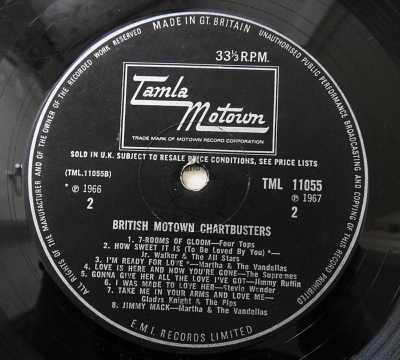 MADE IN GT. BRITAIN
ALL RIGHTS OF THE MANUFACTURER AND OF THE OWNER OF THE RECORDED WORK RESERVED
UNAUTHORISED PUBLIC PERFORMANCE BROADCASTING AND COPYING OF THIS RECORD PROHIBITED
33⅓ R.P.M.
Tamla
Motown
TRADE MARK OF MOTOWN RECORD CORPORATION
SOLD IN U.K. SUBJECT TO RESALE PRICE CONDITIONS, SEE PRICE LISTS
(TML.11055B) TML 11055
* ℗ 1966 ℗ 1967
2 2
BRITISH MOTOWN CHARTBUSTERS
1. 7-ROOMS OF GLOOM—Four Tops
2. HOW SWEET IT IS (To Be Loved By You) *—
Jr. Walker & The All Stars
3. I'M READY FOR LOVE*—Martha & The Vandellas
4. LOVE IS HERE AND NOW YOU'RE GONE—The Supremes
5. GONNA GIVE HER ALL THE LOVE I'VE GOT—Jimmy Ruffin
6. I WAS MADE TO LOVE HER—Stevie Wonder
7. TAKE ME IN YOUR ARMS AND LOVE ME—
Gladys Knight & The Pips
8. JIMMY MACK—Martha & The Vandellas
E.M.I. RECORDS LIMITED